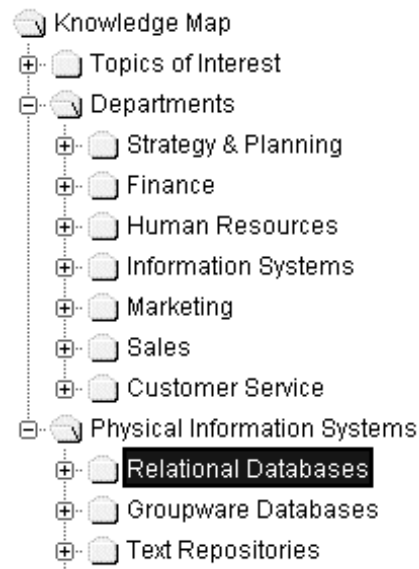 Knowledge Map
Topics of Interest
Departments
Strategy & Planning
Finance
Human Resources
Information Systems
Marketing
Sales
Customer Service
Physical Information Systems
Relational Databases
Groupware Databases
Text Repositories